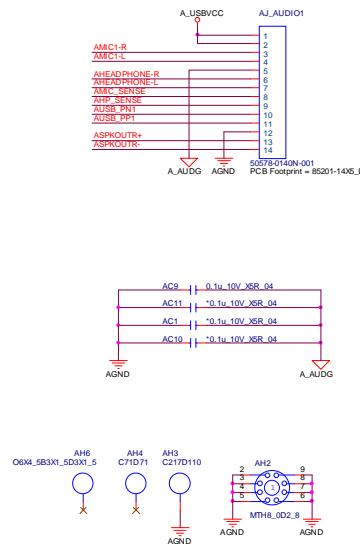 A_USBVCC AJ_AUDIO1
1
2
AMIC1-R 3
AMIC1-L 4
5
AHEADPHONE-R 6
AHEADPHONE-L 7
AMIC_SENSE 8
AHP_SENSE 9
AUSB_PN1 10
AUSB_PP1 11
12
ASPKOUTR+ 13
ASPKOUTR- 14
50578-0140N-001
A_AUDG AGND PCB Footprint = 85201-14X5_
AC9 0.1u_10V_X5R_04
AC11 *0.1u_10V_X5R_04
AC1 *0.1u_10V_X5R_04
AC10 *0.1u_10V_X5R_04
AGND A_AUDG
AH6 AH4 AH3 AH2
O6X4_5B3X1_5D3X1_5 C71D71 C217D110
2 9
3 8
4 1 7
5 6
MTH8_0D2_8
AGND AGND AGND